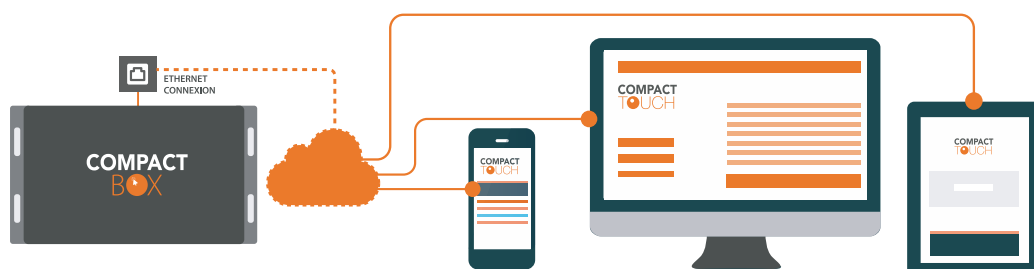 ETHERNET
CONNEXION
COMPACT
BOX
COMPACT
TOUCH
COMPACT
TOUCH
COMPACT
TOUCH